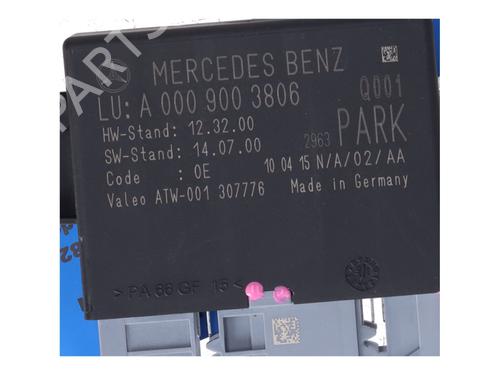 MERCEDES BENZ
LU: A 000 900 3806 Q001
HW-Stand: 12.32.00
SW-Stand: 14.07.00 2963 PARK
Code : 0E 10 04 15 N/A/02/AA
Valeo ATW-001 307776 Made in Germany
>PA 66 GF 15<